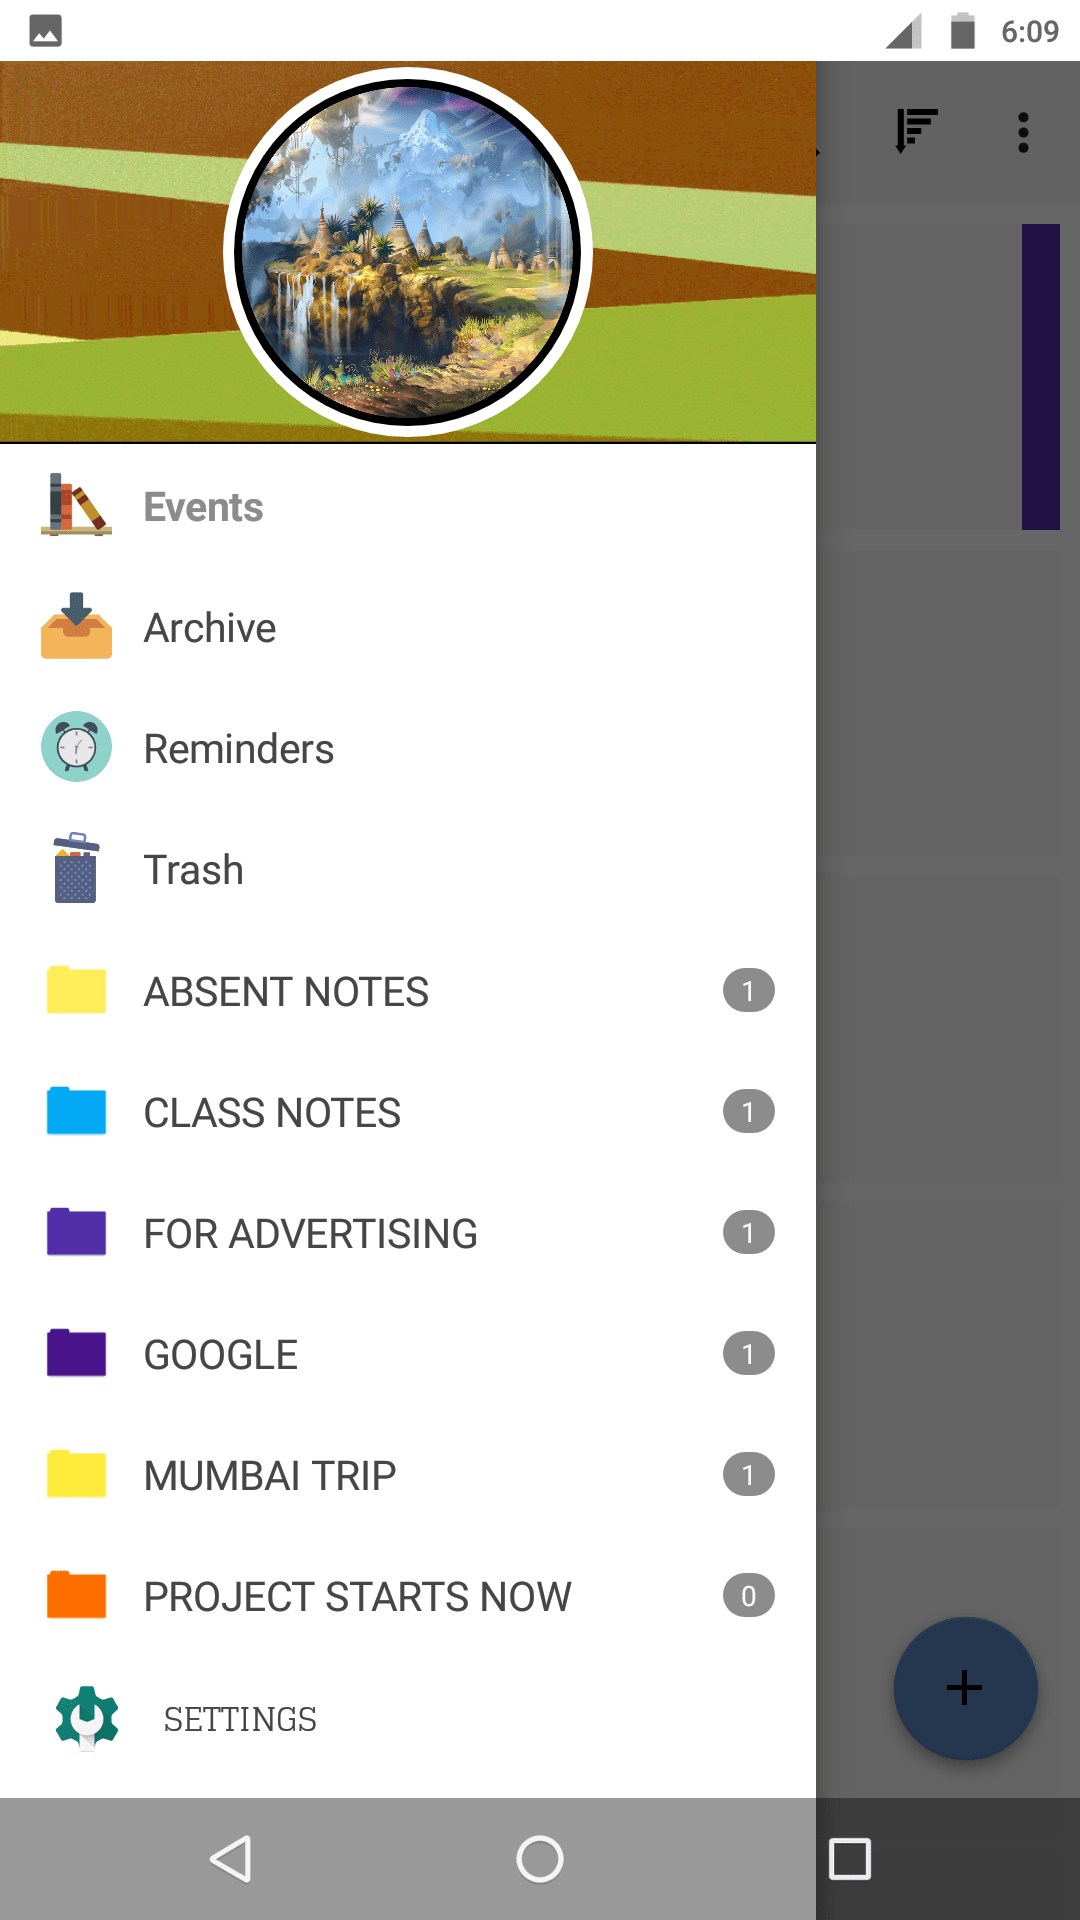 6:09
Events
Archive
Reminders
Trash
ABSENT NOTES 1
CLASS NOTES 1
FOR ADVERTISING 1
GOOGLE 1
MUMBAI TRIP 1
PROJECT STARTS NOW 0
SETTINGS